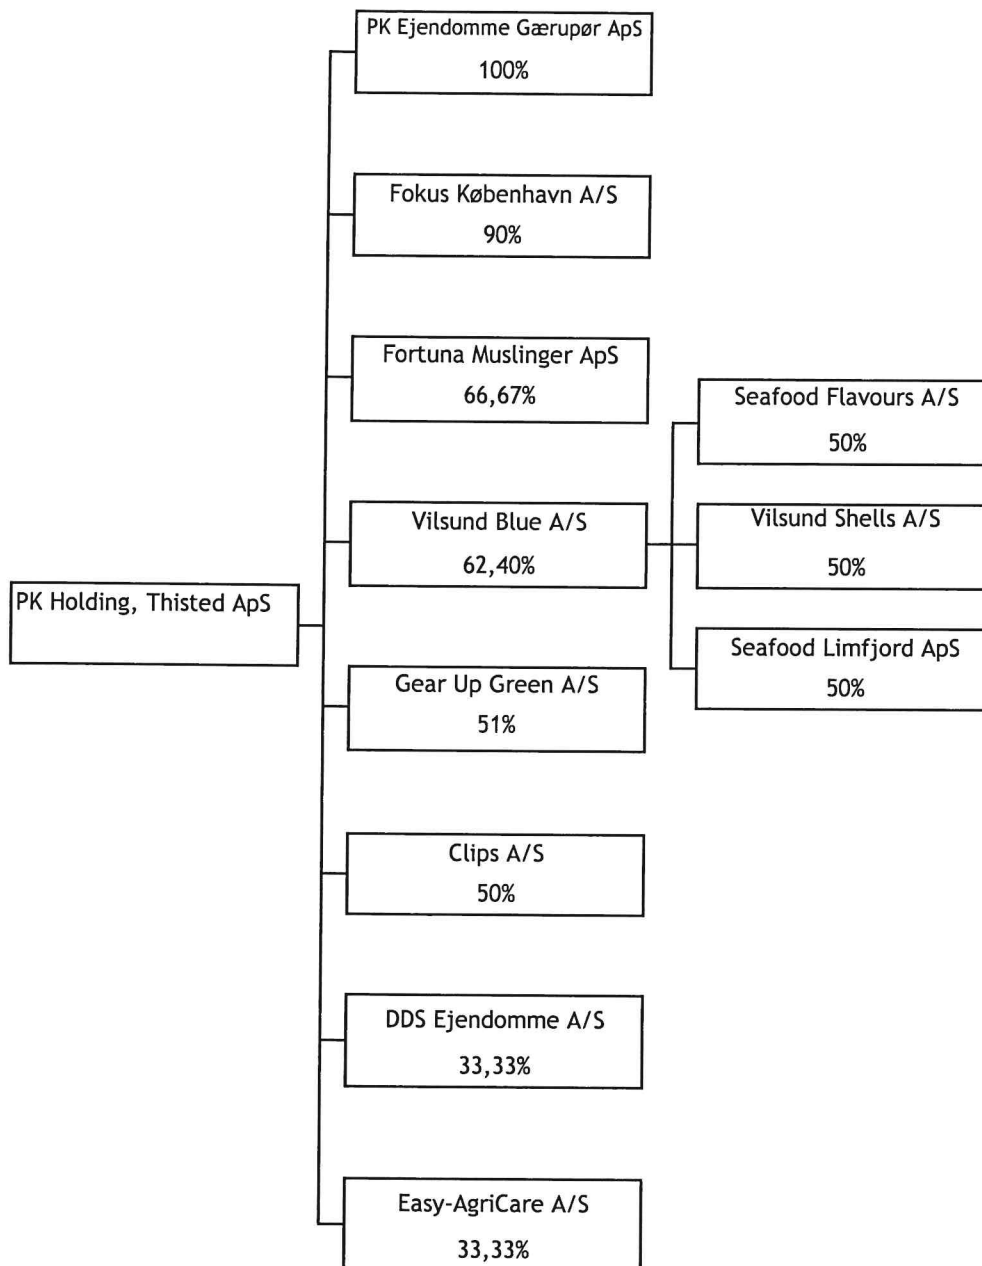 PK Ejendomme Gærupør ApS
100%
Fokus København A/S
90%
Fortuna Muslinger ApS
66,67%
Seafood Flavours A/S
50%
Vilsund Blue A/S
62,40%
Vilsund Shells A/S
50%
PK Holding, Thisted ApS
Seafood Limfjord ApS
50%
Gear Up Green A/S
51%
Clips A/S
50%
DDS Ejendomme A/S
33,33%
Easy-AgriCare A/S
33,33%